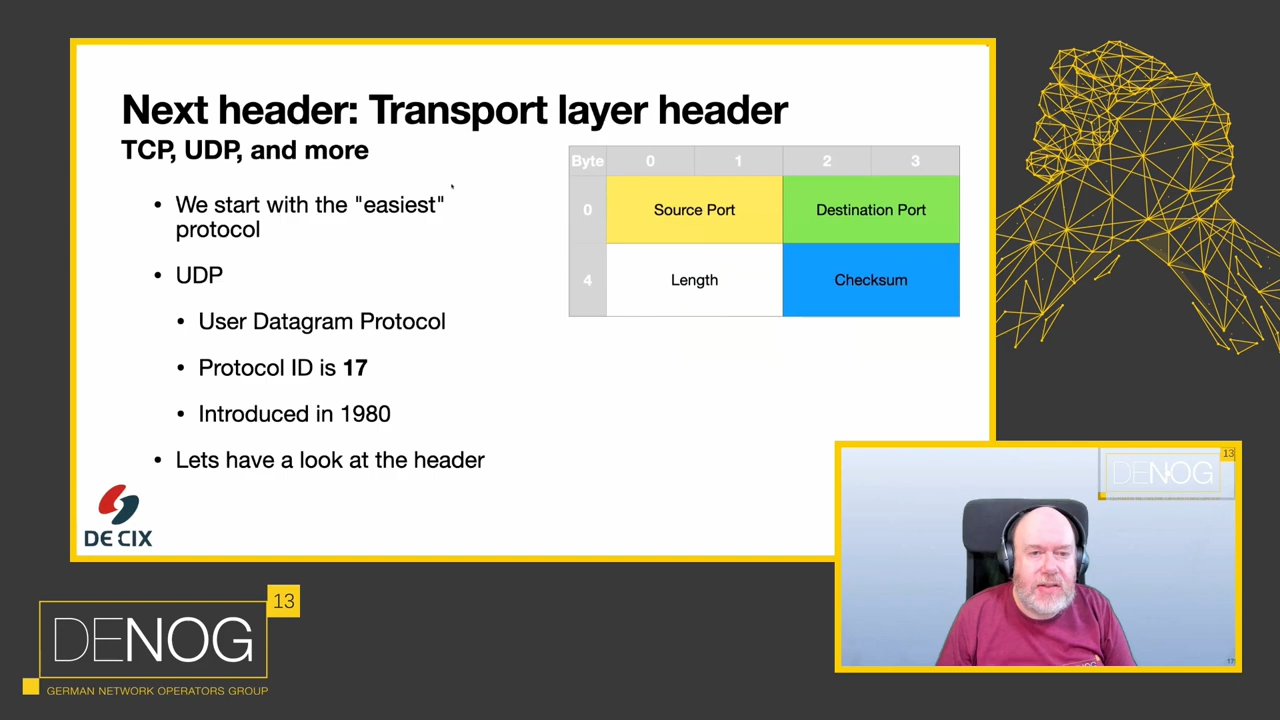 Next header: Transport layer header
TCP, UDP, and more
• We start with the "easiest"
protocol
• UDP
• User Datagram Protocol
• Protocol ID is 17
• Introduced in 1980
• Lets have a look at the header
Byte 0 1 2 3
0 Source Port Destination Port
4 Length Checksum
DE CIX
13
DENOG
GERMAN NETWORK OPERATORS GROUP
13
DENOG
DENOG
17